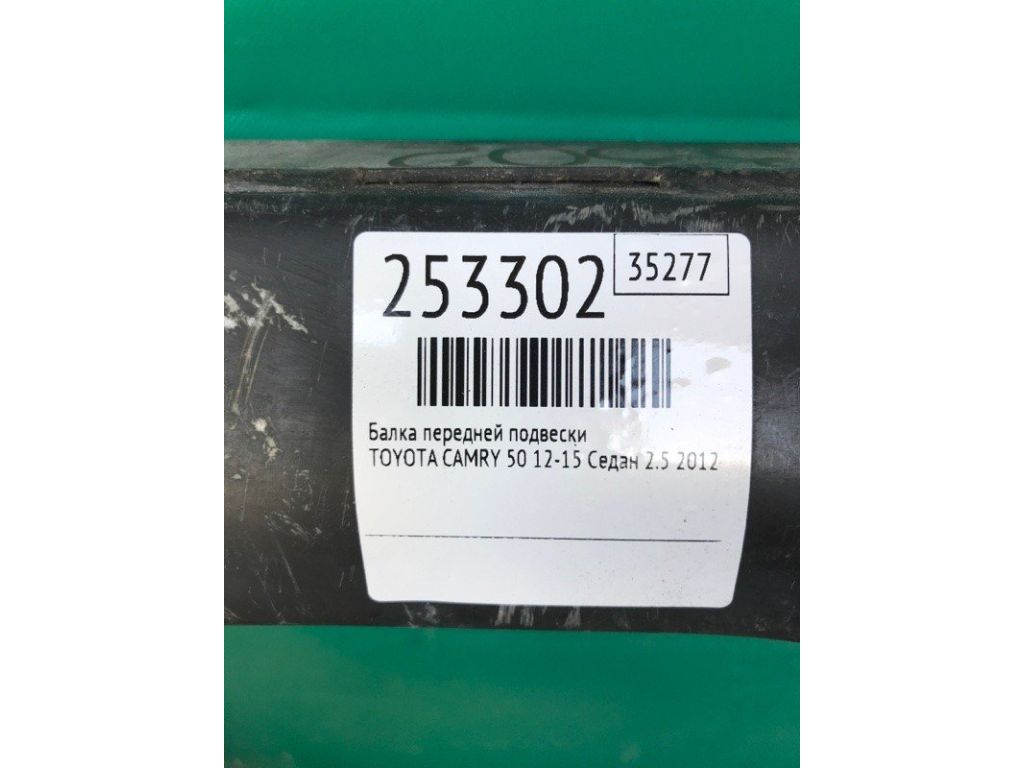 253302
35277
Балка передней подвески
TOYOTA CAMRY 50 12-15 Седан 2.5 2012